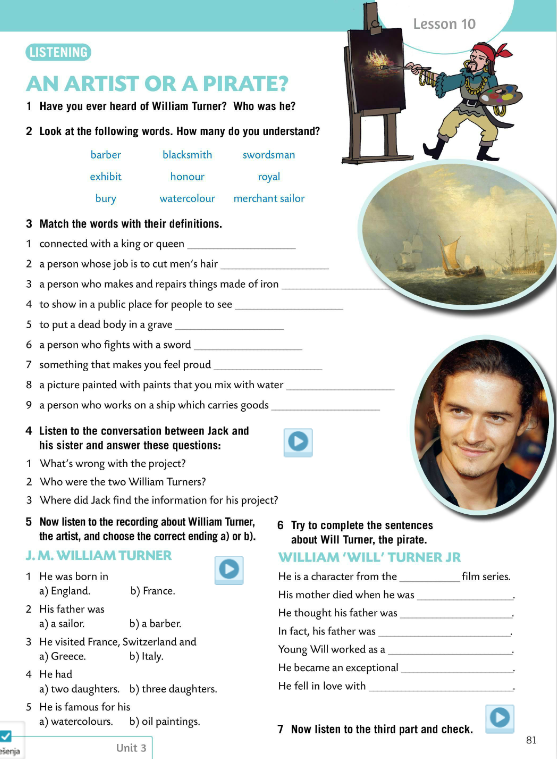 Lesson 10
LISTENING
AN ARTIST OR A PIRATE?
1 Have you ever heard of William Turner? Who was he?
2 Look at the following words. How many do you understand?
barber blacksmith swordsman
exhibit honour royal
bury watercolour merchant sailor
3 Match the words with their definitions.
1 connected with a king or queen ____________________
2 a person whose job is to cut men's hair ____________________
3 a person who makes and repairs things made of iron ____________________
4 to show in a public place for people to see ____________________
5 to put a dead body in a grave ____________________
6 a person who fights with a sword ____________________
7 something that makes you feel proud ____________________
8 a picture painted with paints that you mix with water ____________________
9 a person who works on a ship which carries goods ____________________
4 Listen to the conversation between Jack and
his sister and answer these questions:
1 What's wrong with the project?
2 Who were the two William Turners?
3 Where did Jack find the information for his project?
5 Now listen to the recording about William Turner,
the artist, and choose the correct ending a) or b).
J. M. WILLIAM TURNER
1 He was born in
a) England. b) France.
2 His father was
a) a sailor. b) a barber.
3 He visited France, Switzerland and
a) Greece. b) Italy.
4 He had
a) two daughters. b) three daughters.
5 He is famous for his
a) watercolours. b) oil paintings.
6 Try to complete the sentences
about Will Turner, the pirate.
WILLIAM 'WILL' TURNER JR
He is a character from the ___________ film series.
His mother died when he was __________________.
He thought his father was _____________________.
In fact, his father was ________________________.
Young Will worked as a _______________________.
He became an exceptional _____________________.
He fell in love with __________________________.
7 Now listen to the third part and check.
ešenja
Unit 3
81